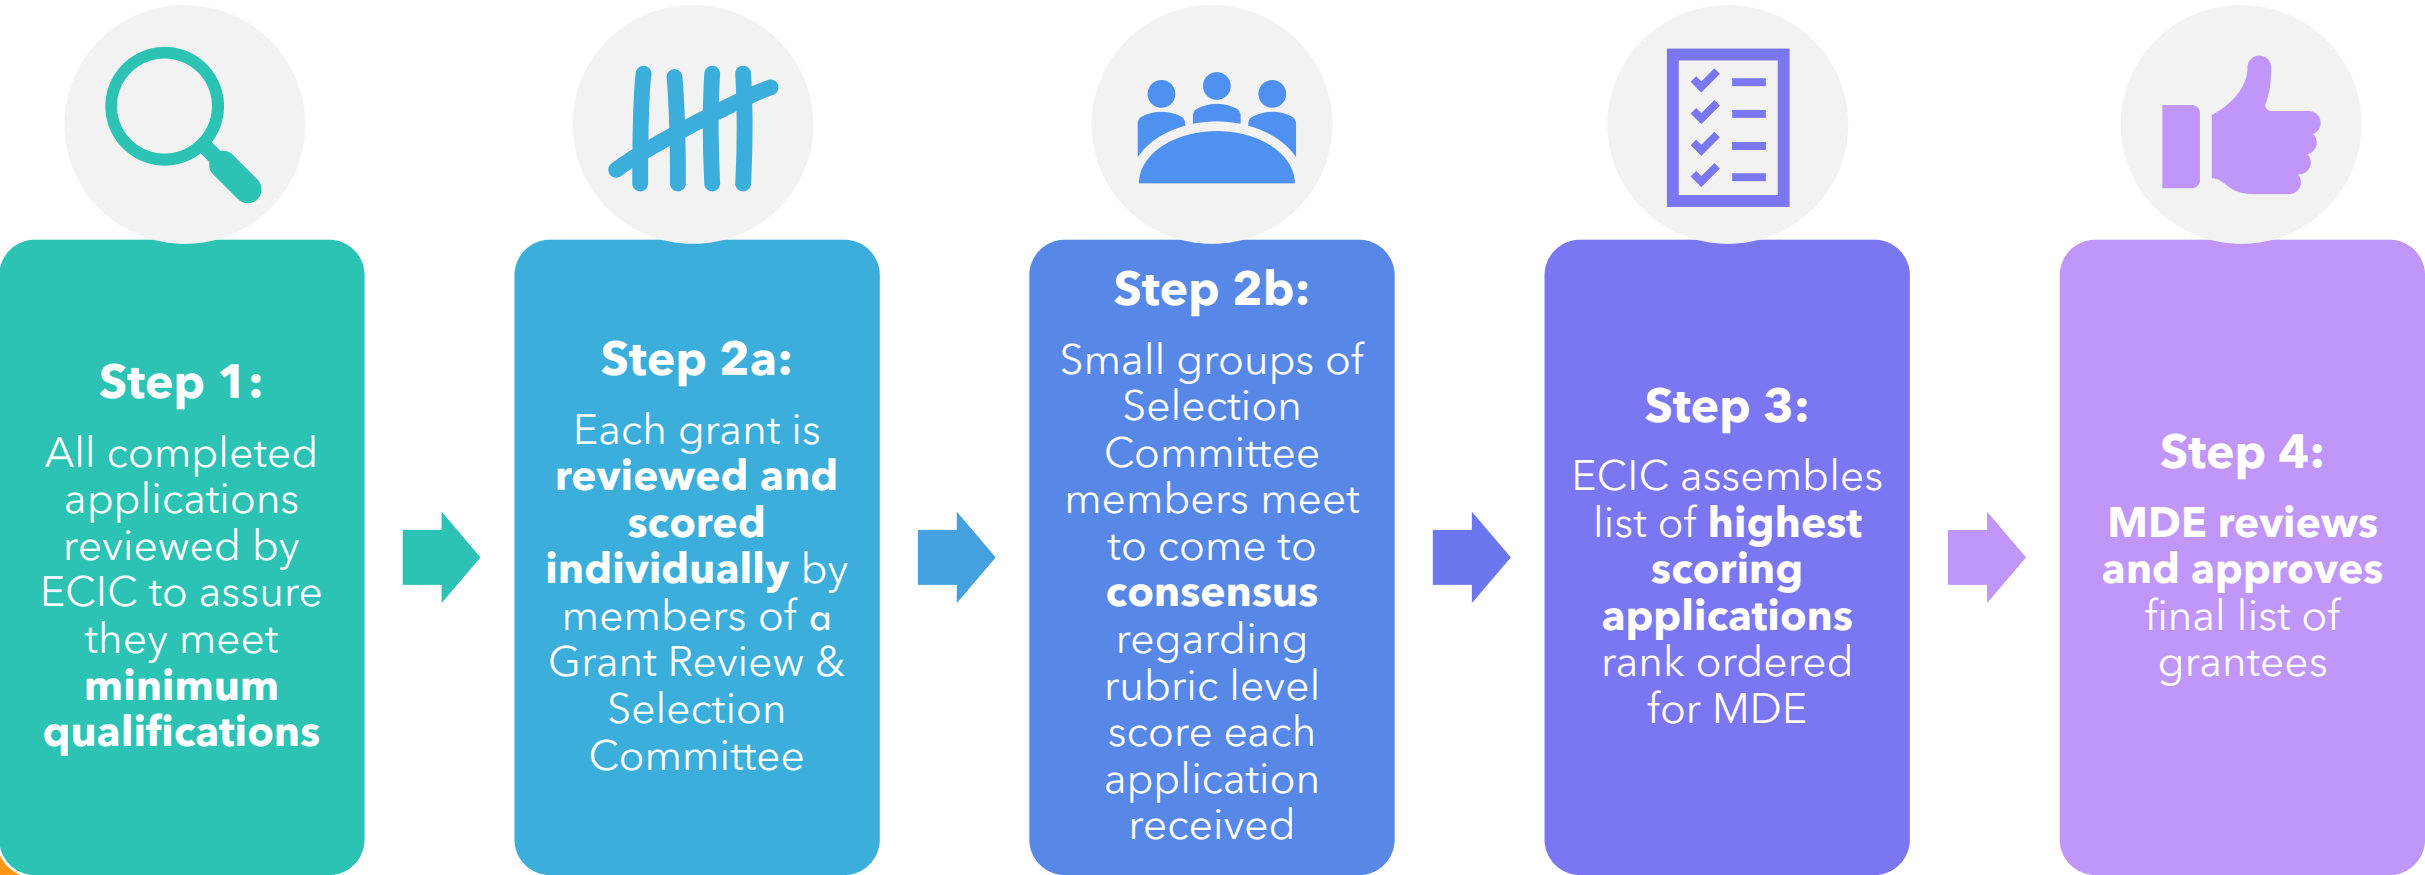 Step 1:
All completed
applications
reviewed by
ECIC to assure
they meet
minimum
qualifications
Step 2a:
Each grant is
reviewed and
scored
individually by
members of a
Grant Review &
Selection
Committee
Step 2b:
Small groups of
Selection
Committee
members meet
to come to
consensus
regarding
rubric level
score each
application
received
Step 3:
ECIC assembles
list of highest
scoring
applications
rank ordered
for MDE
Step 4:
MDE reviews
and approves
final list of
grantees